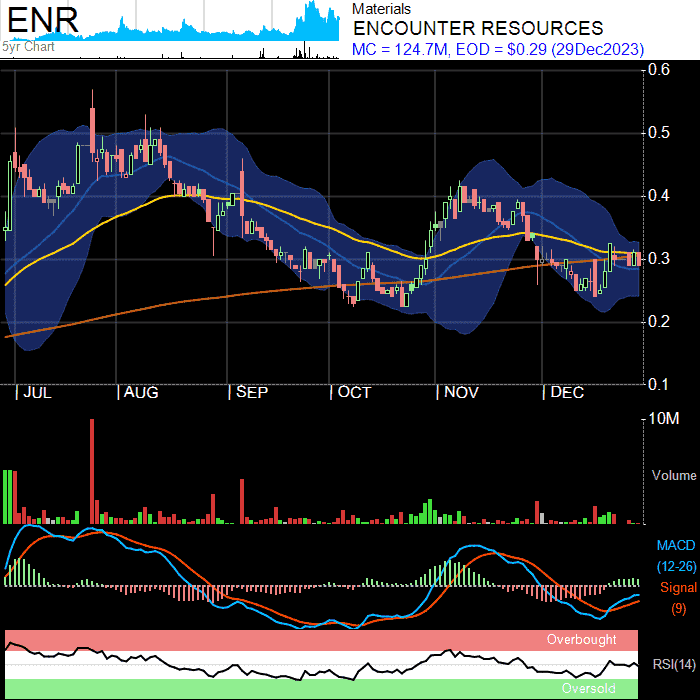 ENR
5yr Chart
Materials
ENCOUNTER RESOURCES
MC = 124.7M, EOD = $0.29 (29Dec2023)
0.6
0.5
0.4
0.3
0.2
0.1
JUL AUG SEP OCT NOV DEC
10M
Volume
MACD
(12-26)
Signal
(9)
Overbought
RSI(14)
Oversold